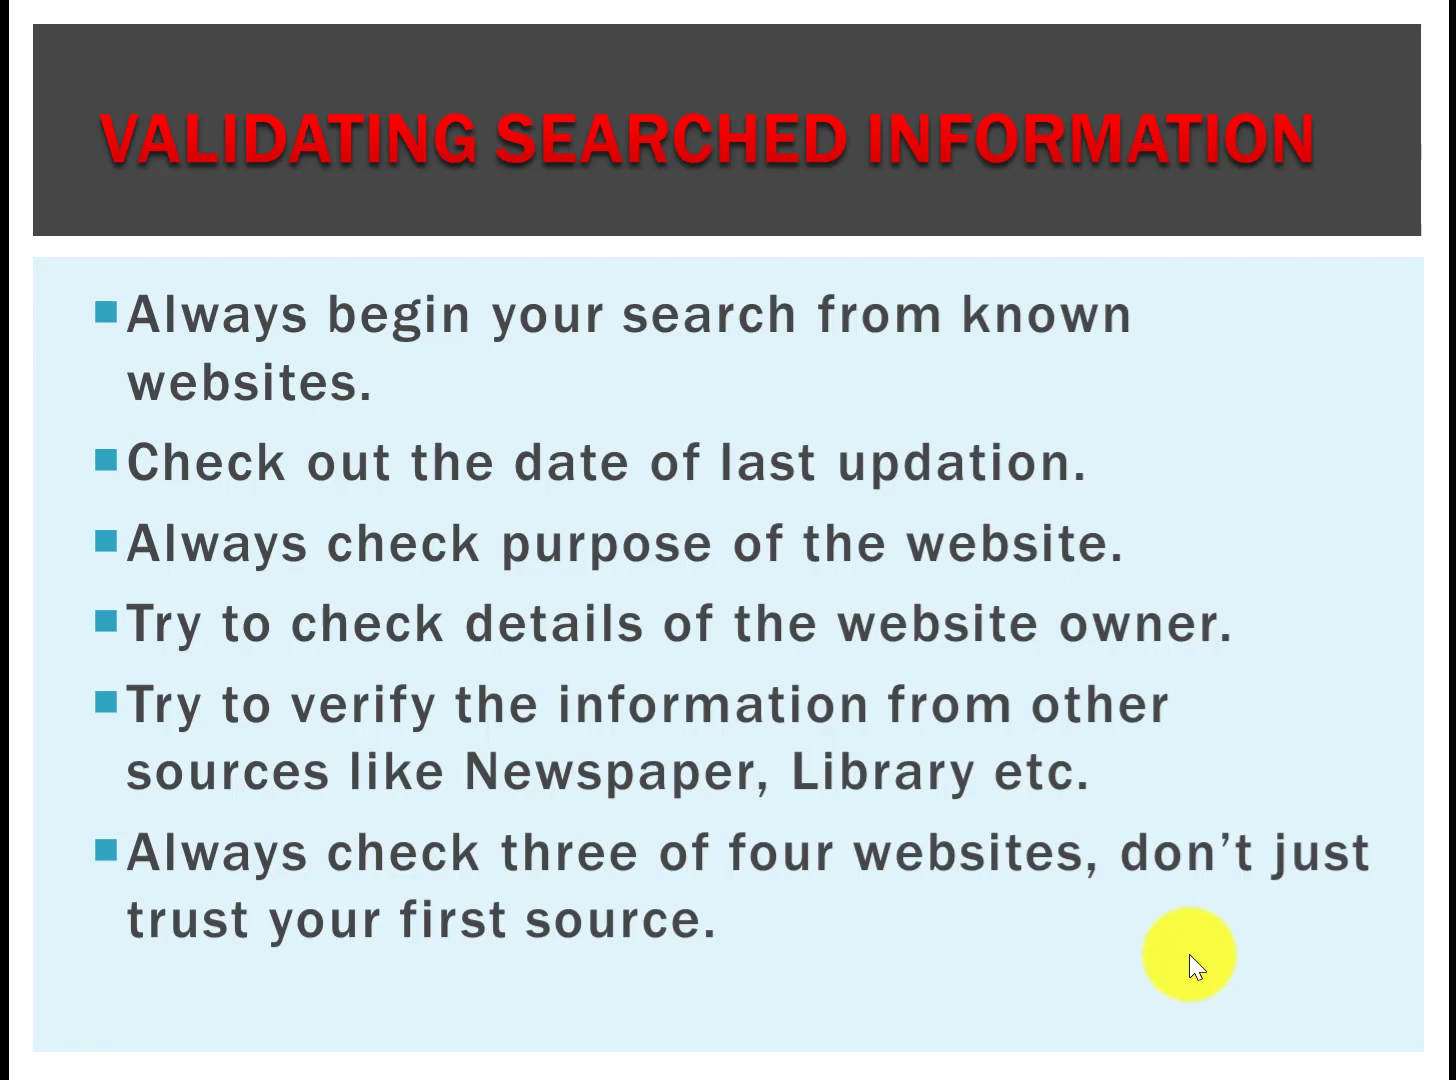 VALIDATING SEARCHED INFORMATION
Always begin your search from known
websites.
Check out the date of last updation.
Always check purpose of the website.
Try to check details of the website owner.
Try to verify the information from other
sources like Newspaper, Library etc.
Always check three of four websites, don’t just
trust your first source.